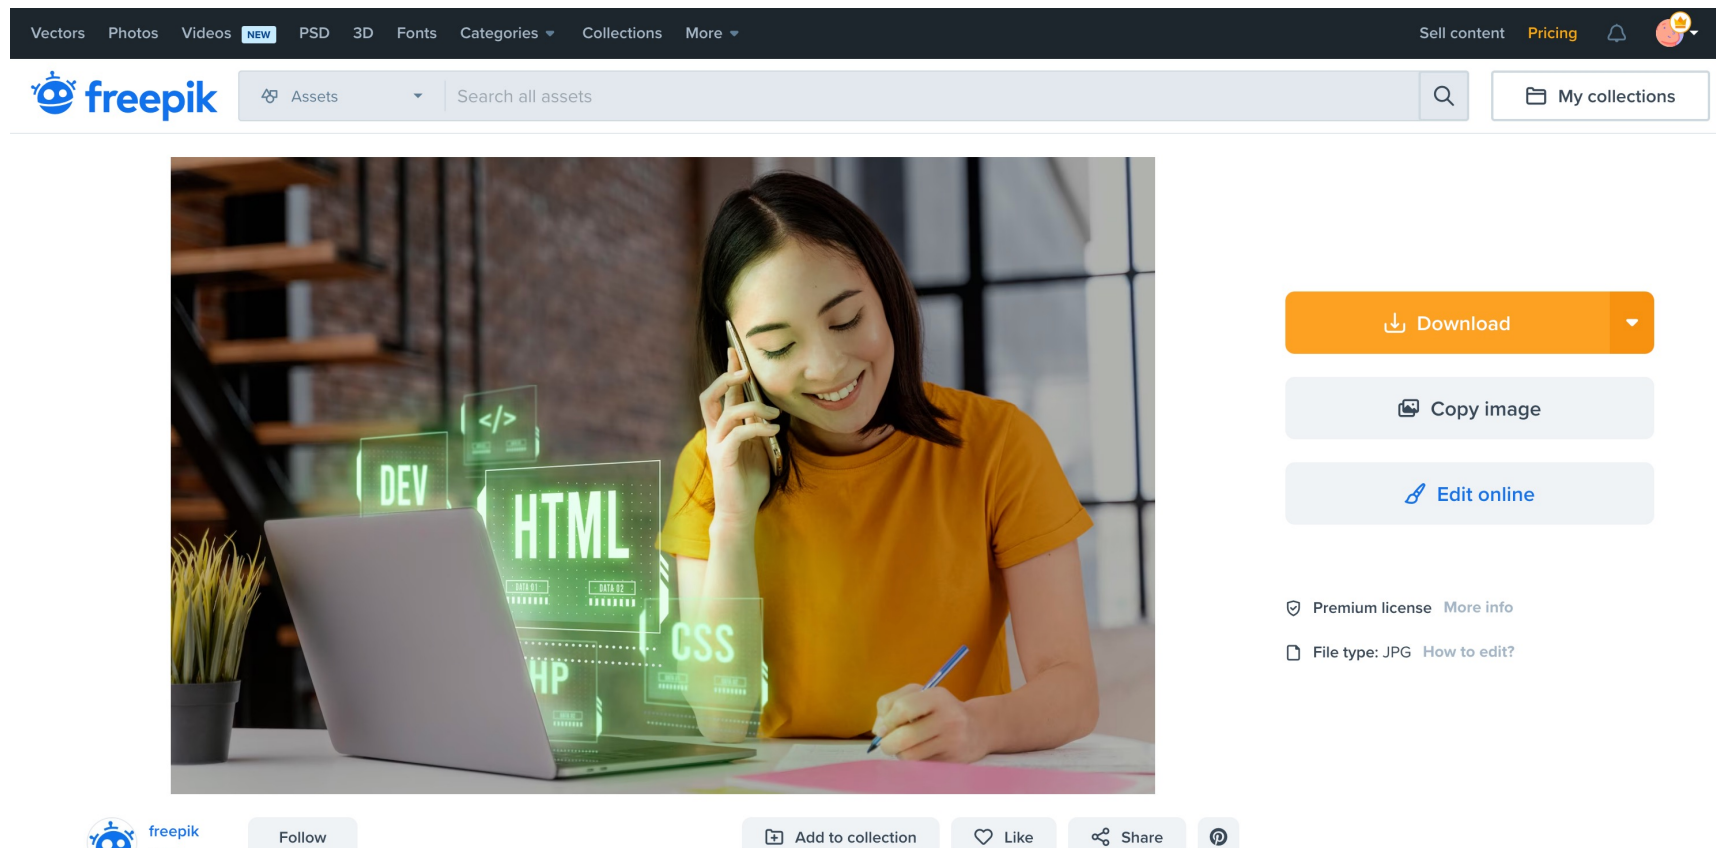 Vectors Photos Videos NEW PSD 3D Fonts Categories Collections More Sell content Pricing
freepik Assets Search all assets My collections
</>
DEV
HTML
DATA 01 DATA 02
CSS
HP
Download
Copy image
Edit online
Premium license More info
File type: JPG How to edit?
freepik Follow Add to collection Like Share